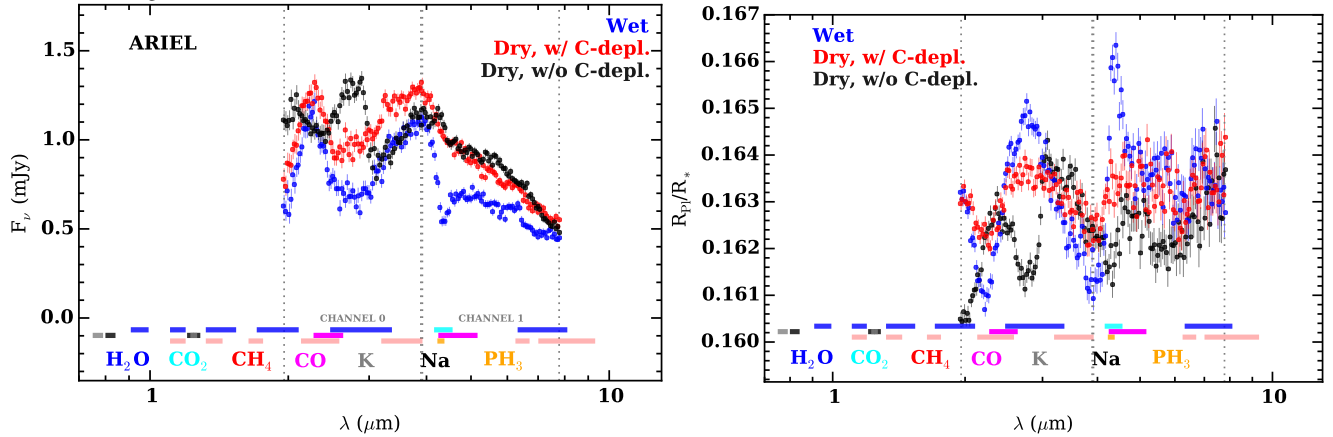 ARIEL
Wet
Dry, w/ C-depl.
Dry, w/o C-depl.
1.5
1.0
0.5
0.0
F_ν (mJy)
CHANNEL 0 CHANNEL 1
H₂O CO₂ CH₄ CO K Na PH₃
1 10
λ (μm)
0.167
0.166
0.165
0.164
0.163
0.162
0.161
0.160
R_Pl/R_*
Wet
Dry, w/ C-depl.
Dry, w/o C-depl.
H₂O CO₂ CH₄ CO K Na PH₃
1 10
λ (μm)